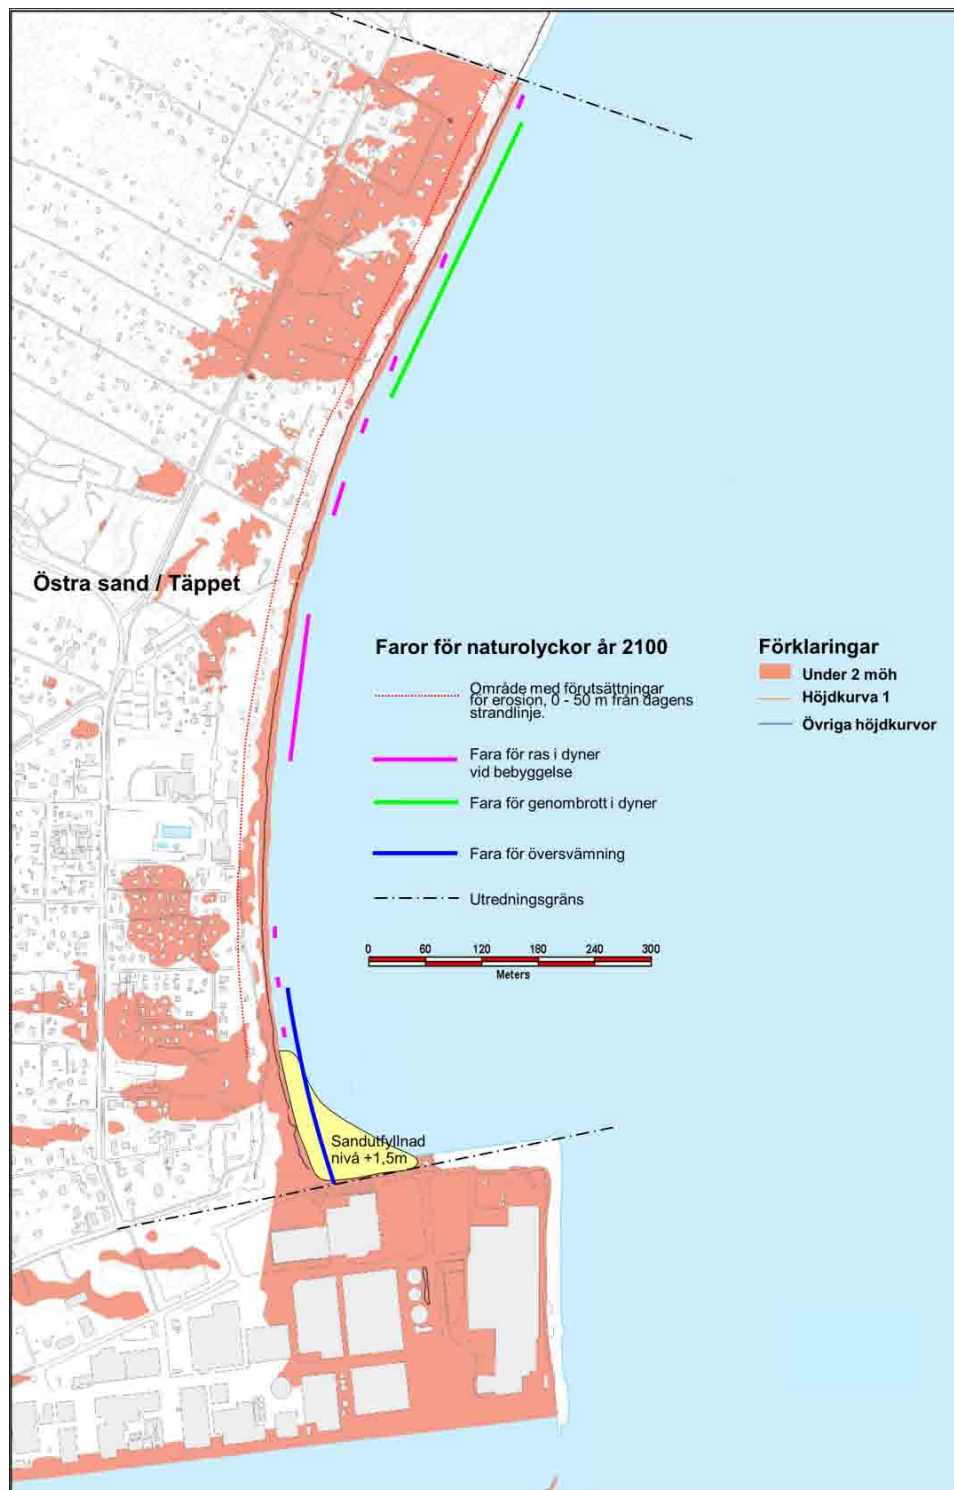 Östra sand / Täppet
Faror för naturolyckor år 2100
Område med förutsättningar
för erosion, 0 - 50 m från dagens
strandlinje.
Fara för ras i dyner
vid bebyggelse
Fara för genombrott i dyner
Fara för översvämning
Utredningsgräns
0 60 120 180 240 300
Meters
Förklaringar
Under 2 möh
Höjdkurva 1
Övriga höjdkurvor
Sandutfyllnad
nivå +1,5m